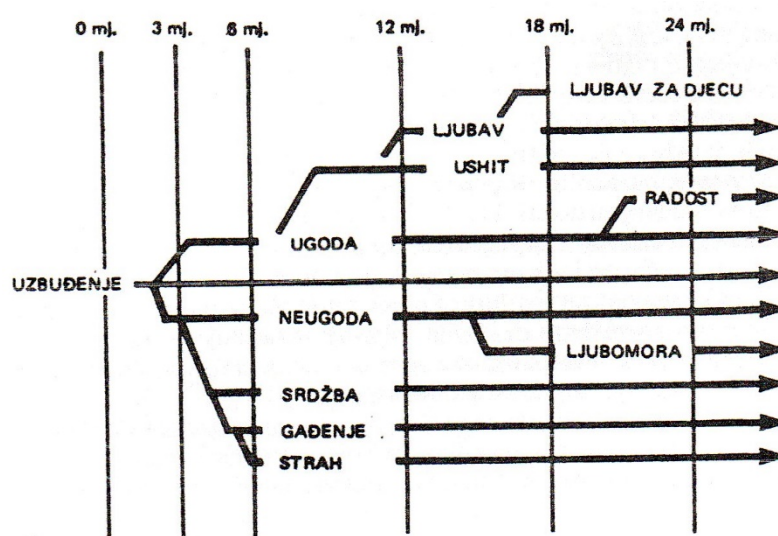 0 mj. 3 mj. 6 mj. 12 mj. 18 mj. 24 mj.
LJUBAV ZA DJECU
LJUBAV
USHIT
RADOST
UGODA
UZBUĐENJE
NEUGODA
LJUBOMORA
SRDŽBA
GAĐENJE
STRAH